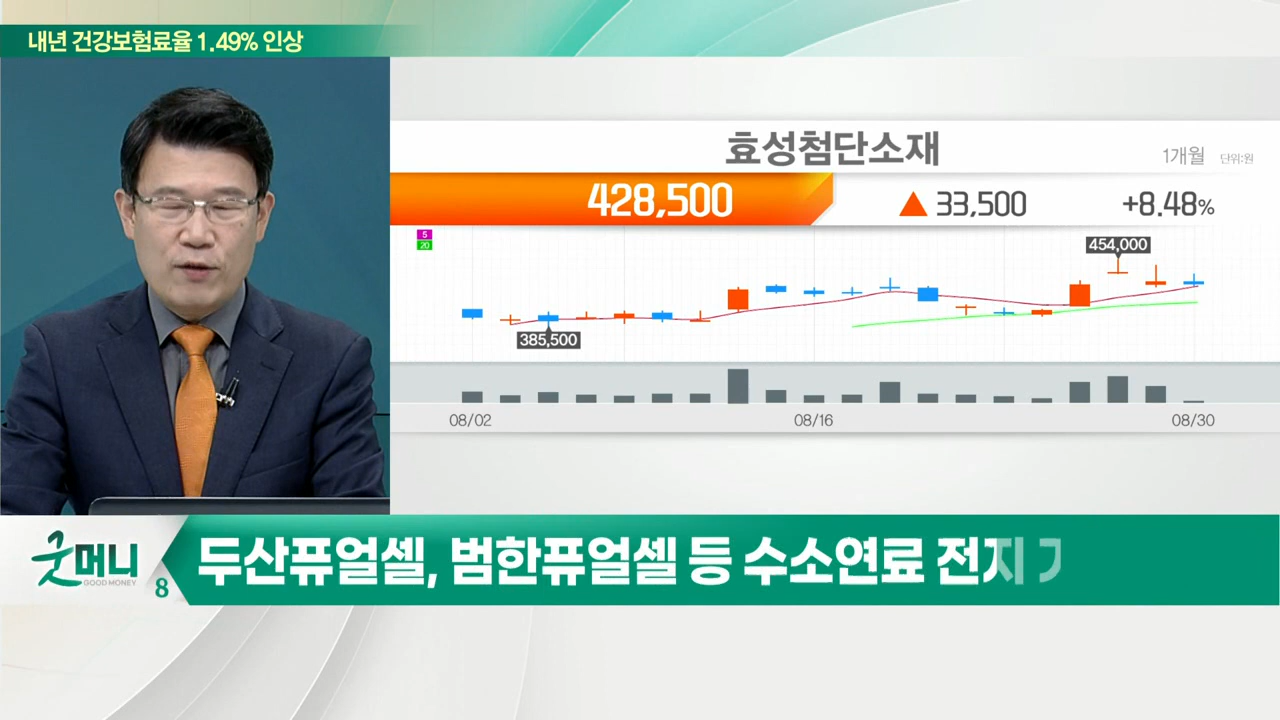 내년 건강보험료율 1.49% 인상
효성첨단소재
1개월 단위:원
428,500 ▲ 33,500 +8.48%
5
20
454,000
385,500
08/02 08/16 08/30
굿머니
GOOD MONEY
8
두산퓨얼셀, 범한퓨얼셀 등 수소연료 전지